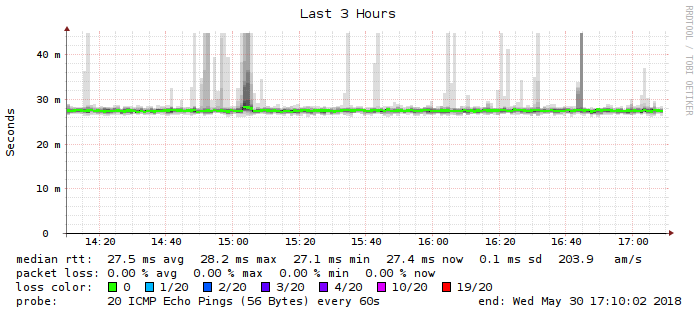 Last 3 Hours
RRDTOOL / TOBI OETIKER
Seconds
40 m
30 m
20 m
10 m
0
14:20 14:40 15:00 15:20 15:40 16:00 16:20 16:40 17:00
median rtt: 27.5 ms avg 28.2 ms max 27.1 ms min 27.4 ms now 0.1 ms sd 203.9 am/s
packet loss: 0.00 % avg 0.00 % max 0.00 % min 0.00 % now
loss color: 0 1/20 2/20 3/20 4/20 10/20 19/20
probe: 20 ICMP Echo Pings (56 Bytes) every 60s end: Wed May 30 17:10:02 2018